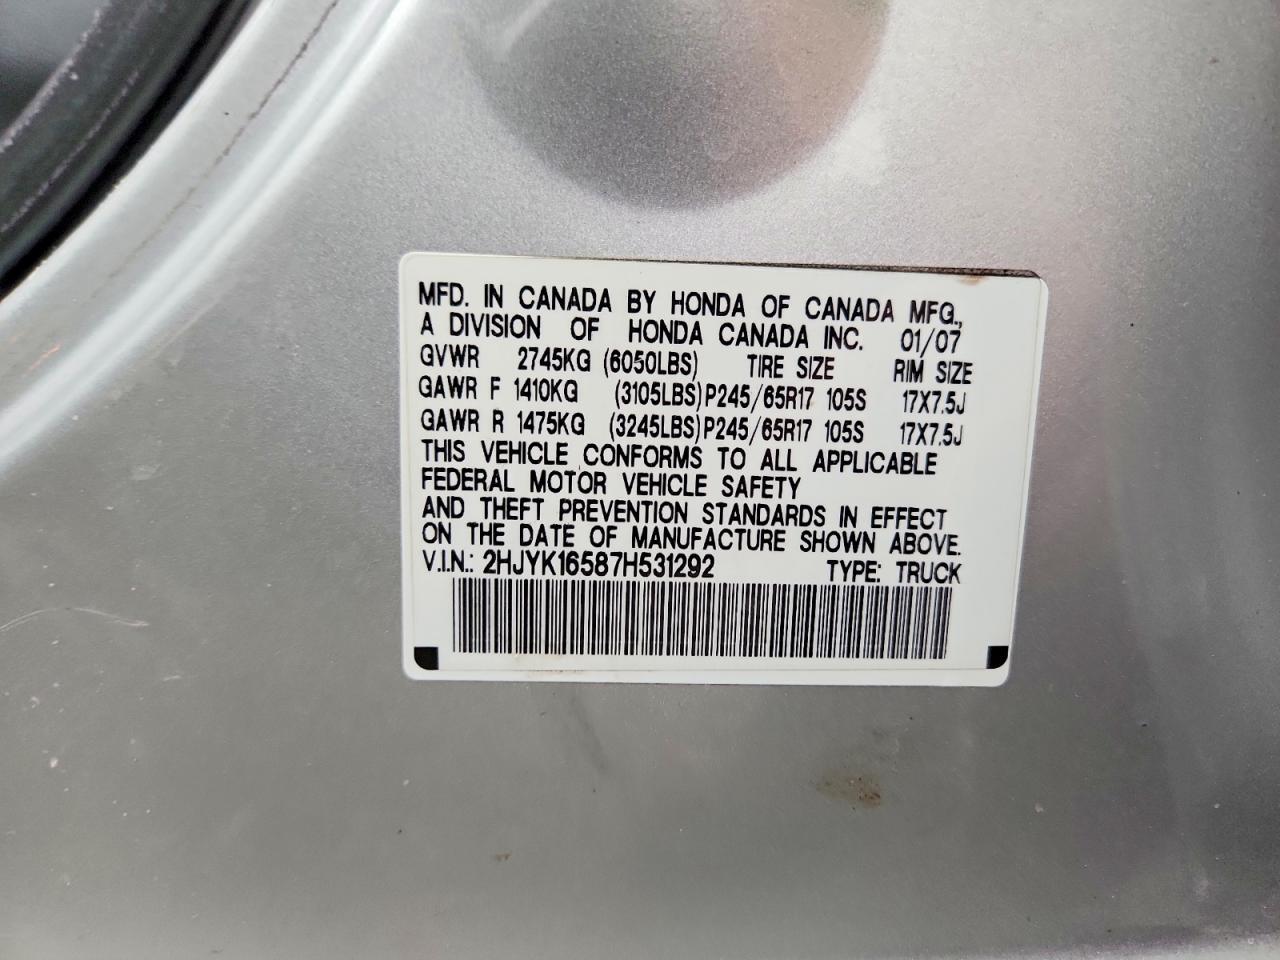 MFD. IN CANADA BY HONDA OF CANADA MFG.,
A DIVISION OF HONDA CANADA INC. 01/07
GVWR 2745KG (6050LBS) TIRE SIZE RIM SIZE
GAWR F 1410KG (3105LBS) P245/65R17 105S 17X7.5J
GAWR R 1475KG (3245LBS) P245/65R17 105S 17X7.5J
THIS VEHICLE CONFORMS TO ALL APPLICABLE
FEDERAL MOTOR VEHICLE SAFETY
AND THEFT PREVENTION STANDARDS IN EFFECT
ON THE DATE OF MANUFACTURE SHOWN ABOVE.
V.I.N.: 2HJYK16587H531292 TYPE: TRUCK